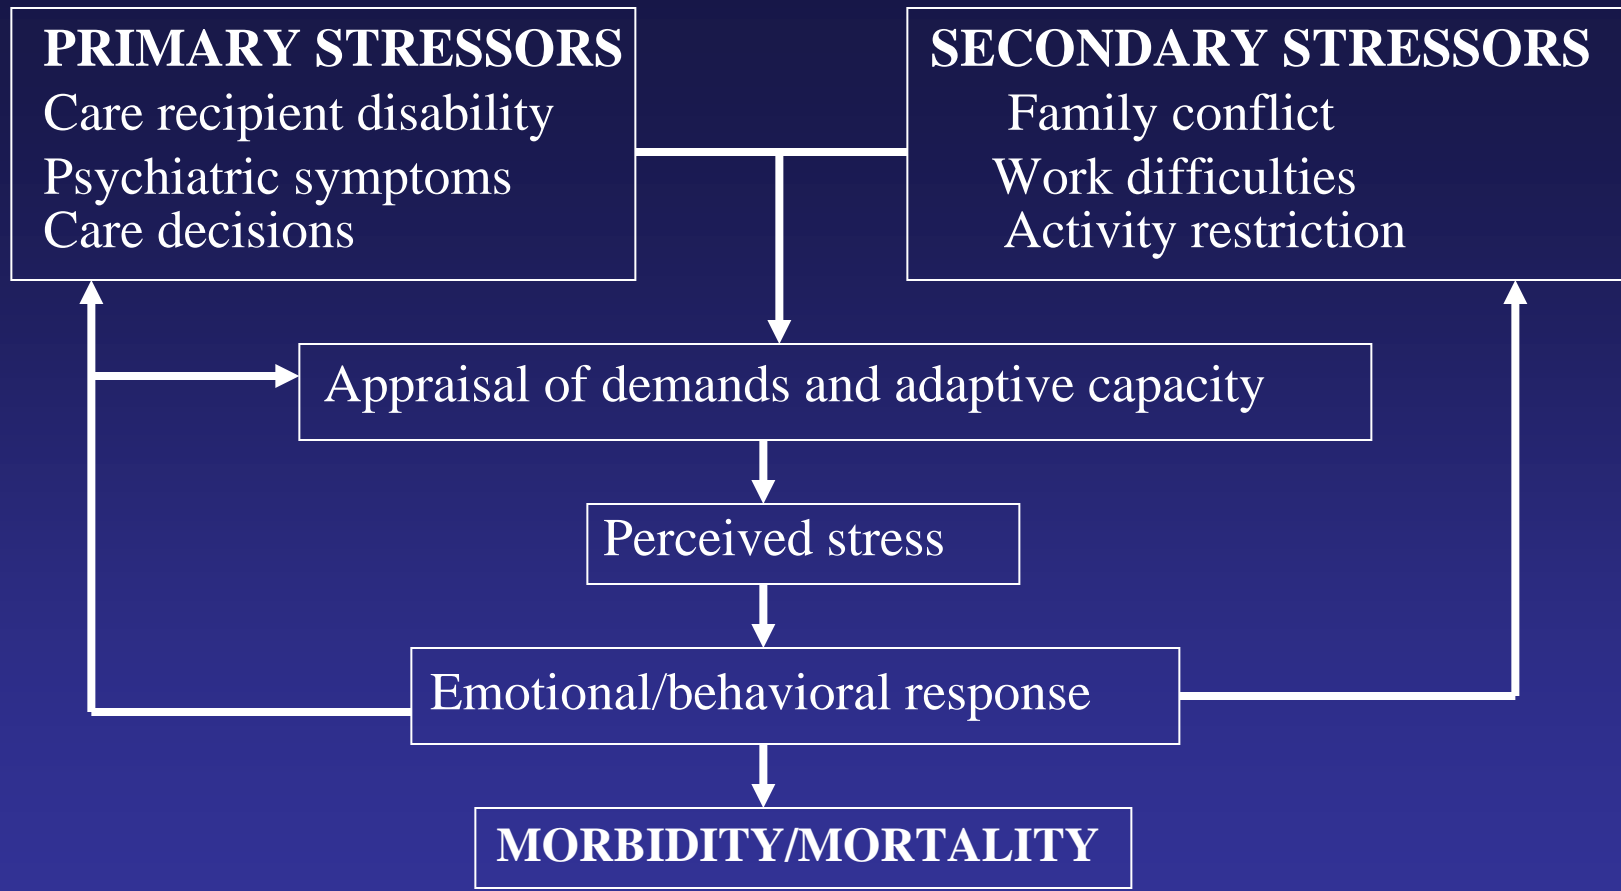 PRIMARY STRESSORS
Care recipient disability
Psychiatric symptoms
Care decisions
SECONDARY STRESSORS
Family conflict
Work difficulties
Activity restriction
Appraisal of demands and adaptive capacity
Perceived stress
Emotional/behavioral response
MORBIDITY/MORTALITY